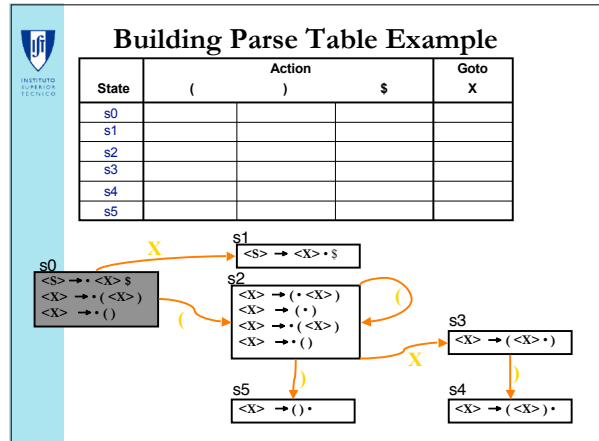 Building Parse Table Example
INSTITUTO
SUPERIOR
TECNICO
Action Goto
State ( ) $ X
s0
s1
s2
s3
s4
s5
s1
X
<S> → <X> • $
s0
<S> → • <X> $
<X> → • ( <X> )
<X> → • ( )
(
s2
<X> → ( • <X> )
<X> → ( • )
<X> → • ( <X> )
<X> → • ( )
(
X
s3
<X> → ( <X> • )
)
s5
<X> → ( ) •
)
s4
<X> → ( <X> ) •